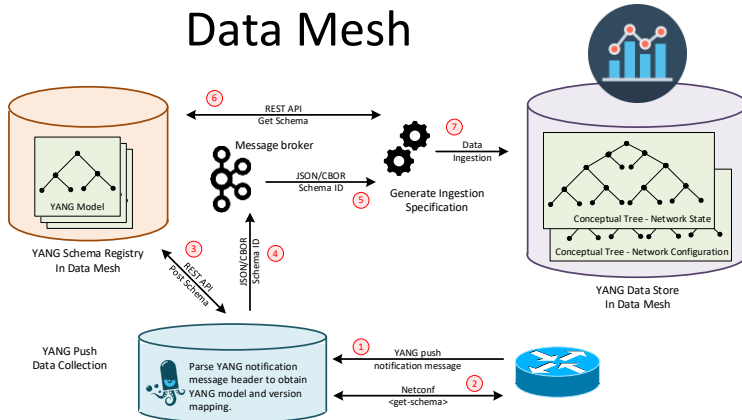 Data Mesh
6
REST API
Get Schema
7
Data
Ingestion
Message broker
YANG Model
JSON/CBOR
Schema ID
5
Generate Ingestion
Specification
Conceptual Tree - Network State
Conceptual Tree - Network Configuration
YANG Schema Registry
In Data Mesh
3
REST API
Post Schema
JSON/CBOR
Schema ID
4
YANG Data Store
In Data Mesh
YANG Push
Data Collection
1
YANG push
notification message
Parse YANG notification
message header to obtain
YANG model and version
mapping.
2
Netconf
<get-schema>